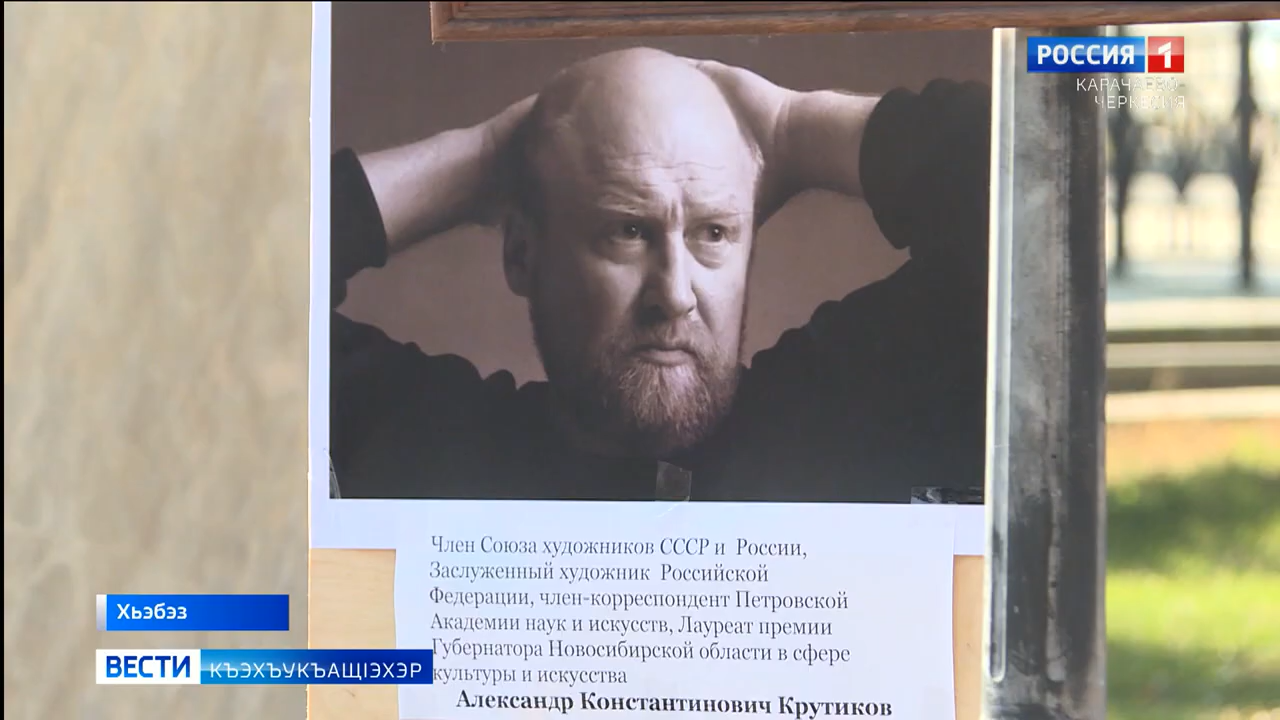 РОССИЯ 1
КАРАЧАЕВО-
ЧЕРКЕСИЯ
Член Союза художников СССР и России,
Заслуженный художник Российской
Федерации, член-корреспондент Петровской
Академии наук и искусств, Лауреат премии
Губернатора Новосибирской области в сфере
культуры и искусства
Александр Константинович Крутиков
Хьэбэз
ВЕСТИ КЪЭХЪУКЪАЩIЭХЭР